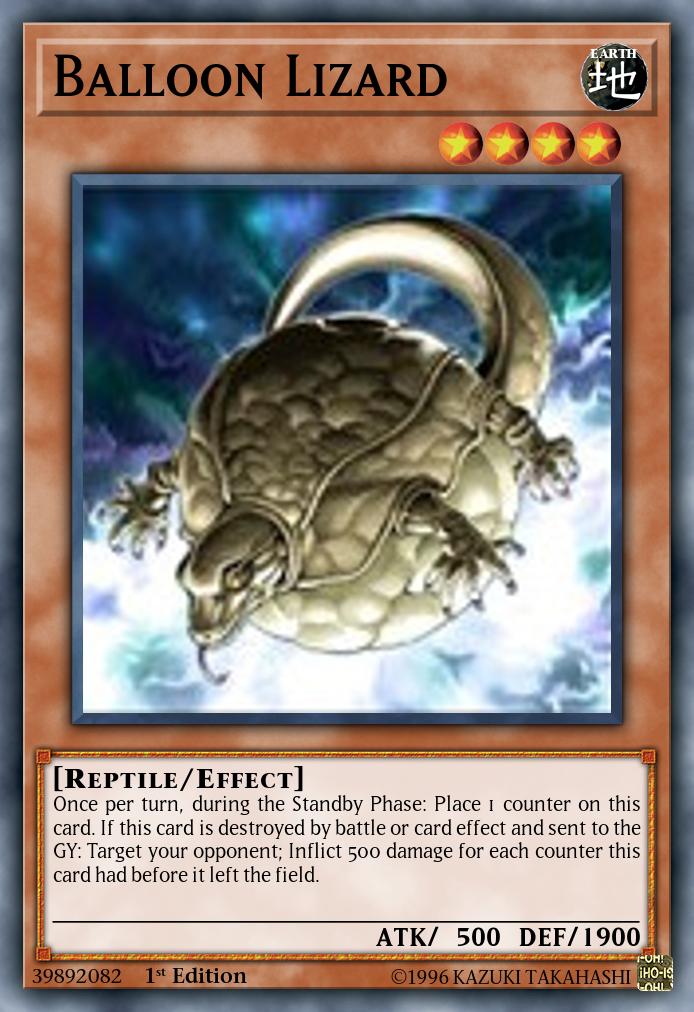 BALLOON LIZARD
EARTH
地
[REPTILE/EFFECT]
Once per turn, during the Standby Phase: Place 1 counter on this
card. If this card is destroyed by battle or card effect and sent to the
GY: Target your opponent; Inflict 500 damage for each counter this
card had before it left the field.
ATK/ 500 DEF/1900
39892082 1st Edition ©1996 KAZUKI TAKAHASHI